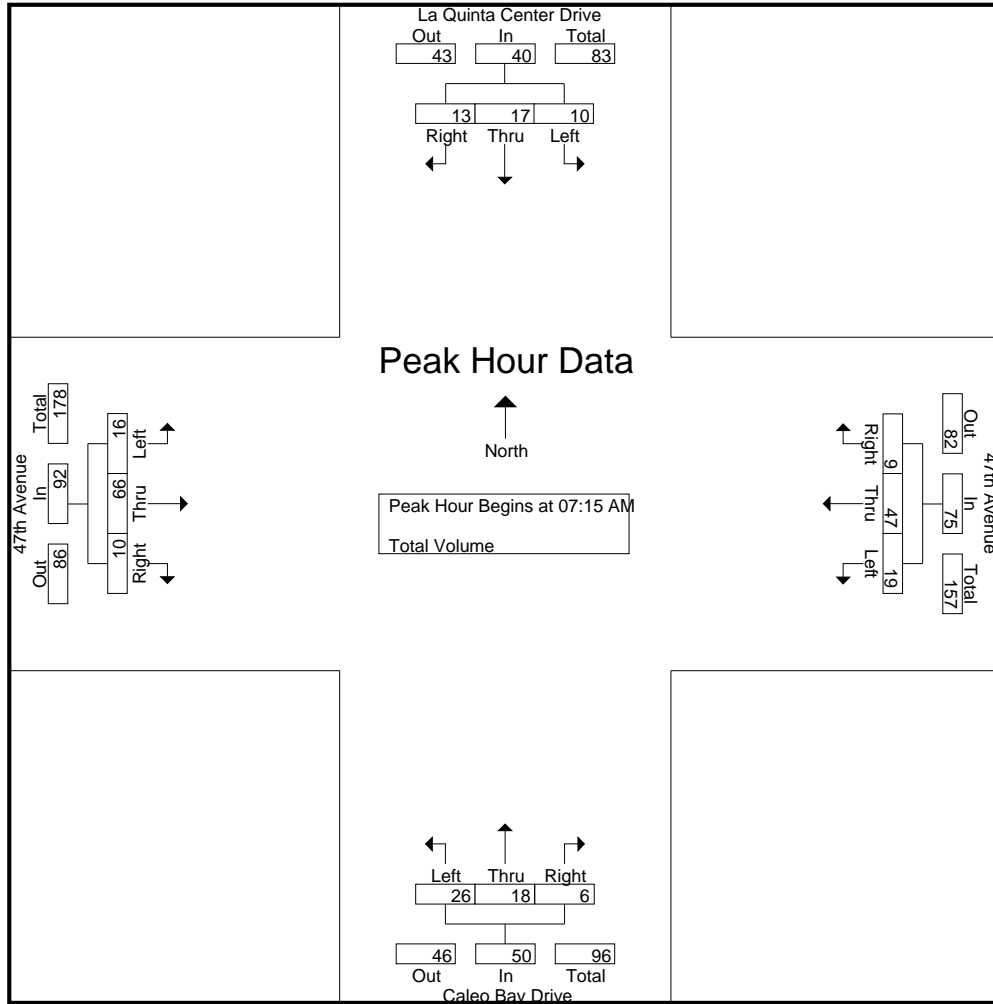 La Quinta Center Drive
Out In Total
43 40 83
13 17 10
Right Thru Left
Peak Hour Data
North
Peak Hour Begins at 07:15 AM
Total Volume
47th Avenue
Total In Out
178 92 86
16 66 10
Left Thru Right
Right Thru Left
9 47 19
Out In Total
82 75 157
47th Avenue
Left Thru Right
26 18 6
46 50 96
Out In Total
Caleo Bay Drive